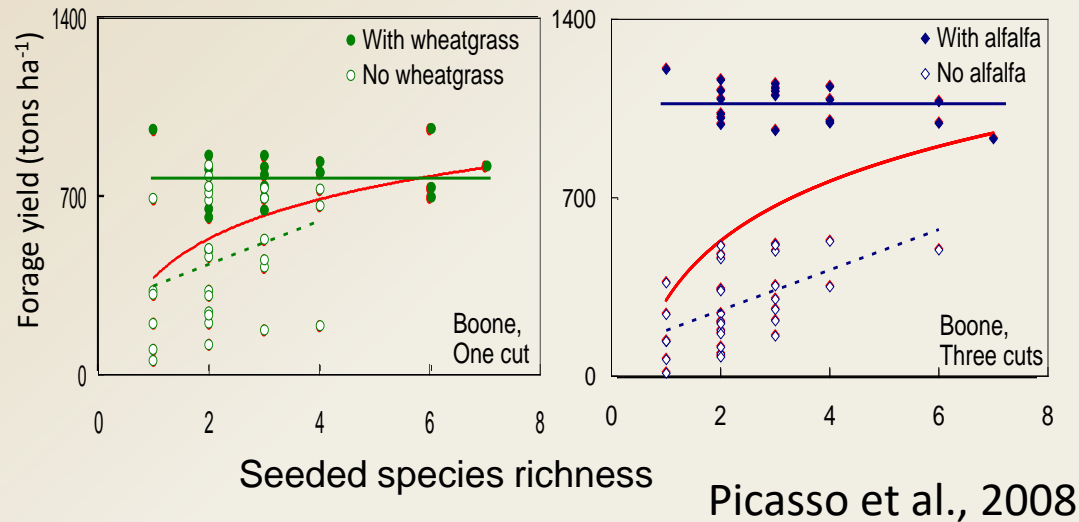 Forage yield (tons ha-1)
1400
700
0
With wheatgrass
No wheatgrass
Boone,
One cut
0 2 4 6 8
1400
700
0
With alfalfa
No alfalfa
Boone,
Three cuts
0 2 4 6 8
Seeded species richness
Picasso et al., 2008